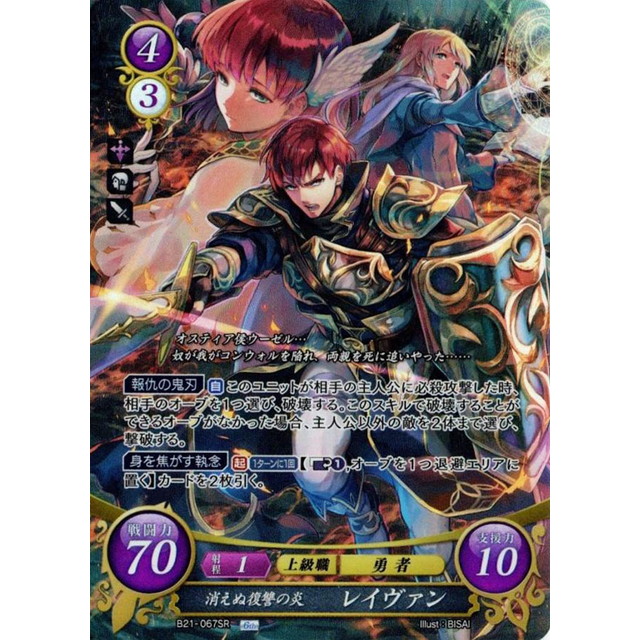 4
3
オスティア侯ウーゼル…
奴が我がコンウォルを陥れ、両親を死に追いやった……
報仇の鬼刃 自 このユニットが相手の主人公に必殺攻撃した時、
相手のオーブを1つ選び、破壊する。このスキルで破壊することが
できるオーブがなかった場合、主人公以外の敵を2体まで選び、
撃破する。
身を焦がす執念 起 1ターンに1回 【1,オーブを1つ退避エリアに
置く】カードを2枚引く。
戦闘力
70
射程 1
上級職
勇者
支援力
10
消えぬ復讐の炎 レイヴァン
B21-067SR
Illust:BISAI